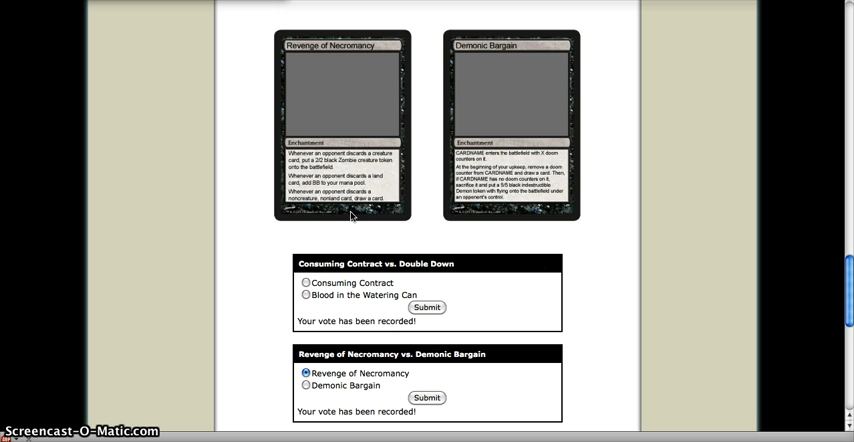 Revenge of Necromancy
Enchantment
Whenever an opponent discards a creature
card, put a 2/2 black Zombie creature token
onto the battlefield.
Whenever an opponent discards a land
card, add BB to your mana pool.
Whenever an opponent discards a
noncreature, nonland card, draw a card.
Demonic Bargain
Enchantment
CARDNAME enters the battlefield with X doom
counters on it.
At the beginning of your upkeep, remove a doom
counter from CARDNAME and draw a card. Then,
if CARDNAME has no doom counters on it,
sacrifice it and put a 5/5 black indestructible
Demon token with flying onto the battlefield under
an opponent's control.
Consuming Contract vs. Double Down
Consuming Contract
Blood in the Watering Can
Submit
Your vote has been recorded!
Revenge of Necromancy vs. Demonic Bargain
Revenge of Necromancy
Demonic Bargain
Submit
Your vote has been recorded!
Screencast-O-Matic.com